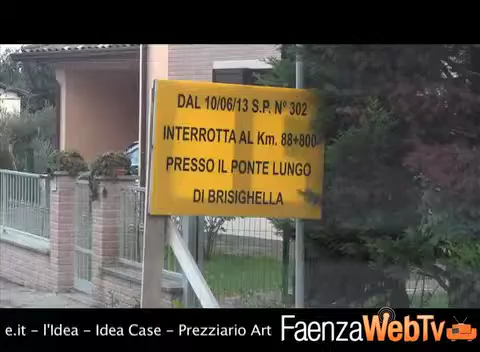 DAL 10/06/13 S.P. N° 302
INTERROTTA AL Km. 88+800
PRESSO IL PONTE LUNGO
DI BRISIGHELLA
e.it - l'Idea - Idea Case - Prezziario Art
FaenzaWebTv